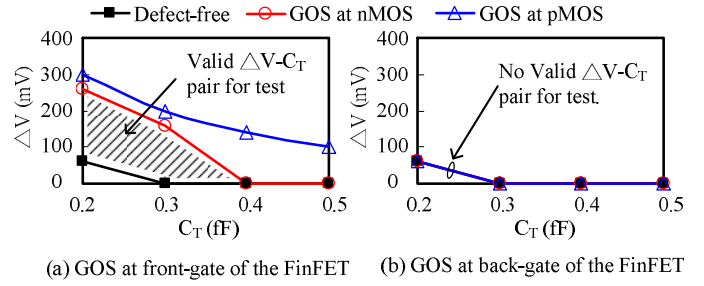 Defect-free GOS at nMOS GOS at pMOS
(a)
400
300
200
100
0
△V (mV)
Valid △V-CT
pair for test
0.2 0.3 0.4 0.5
CT (fF)
(a) GOS at front-gate of the FinFET
(b)
400
300
200
100
0
△V (mV)
No Valid △V-CT
pair for test.
0.2 0.3 0.4 0.5
CT (fF)
(b) GOS at back-gate of the FinFET